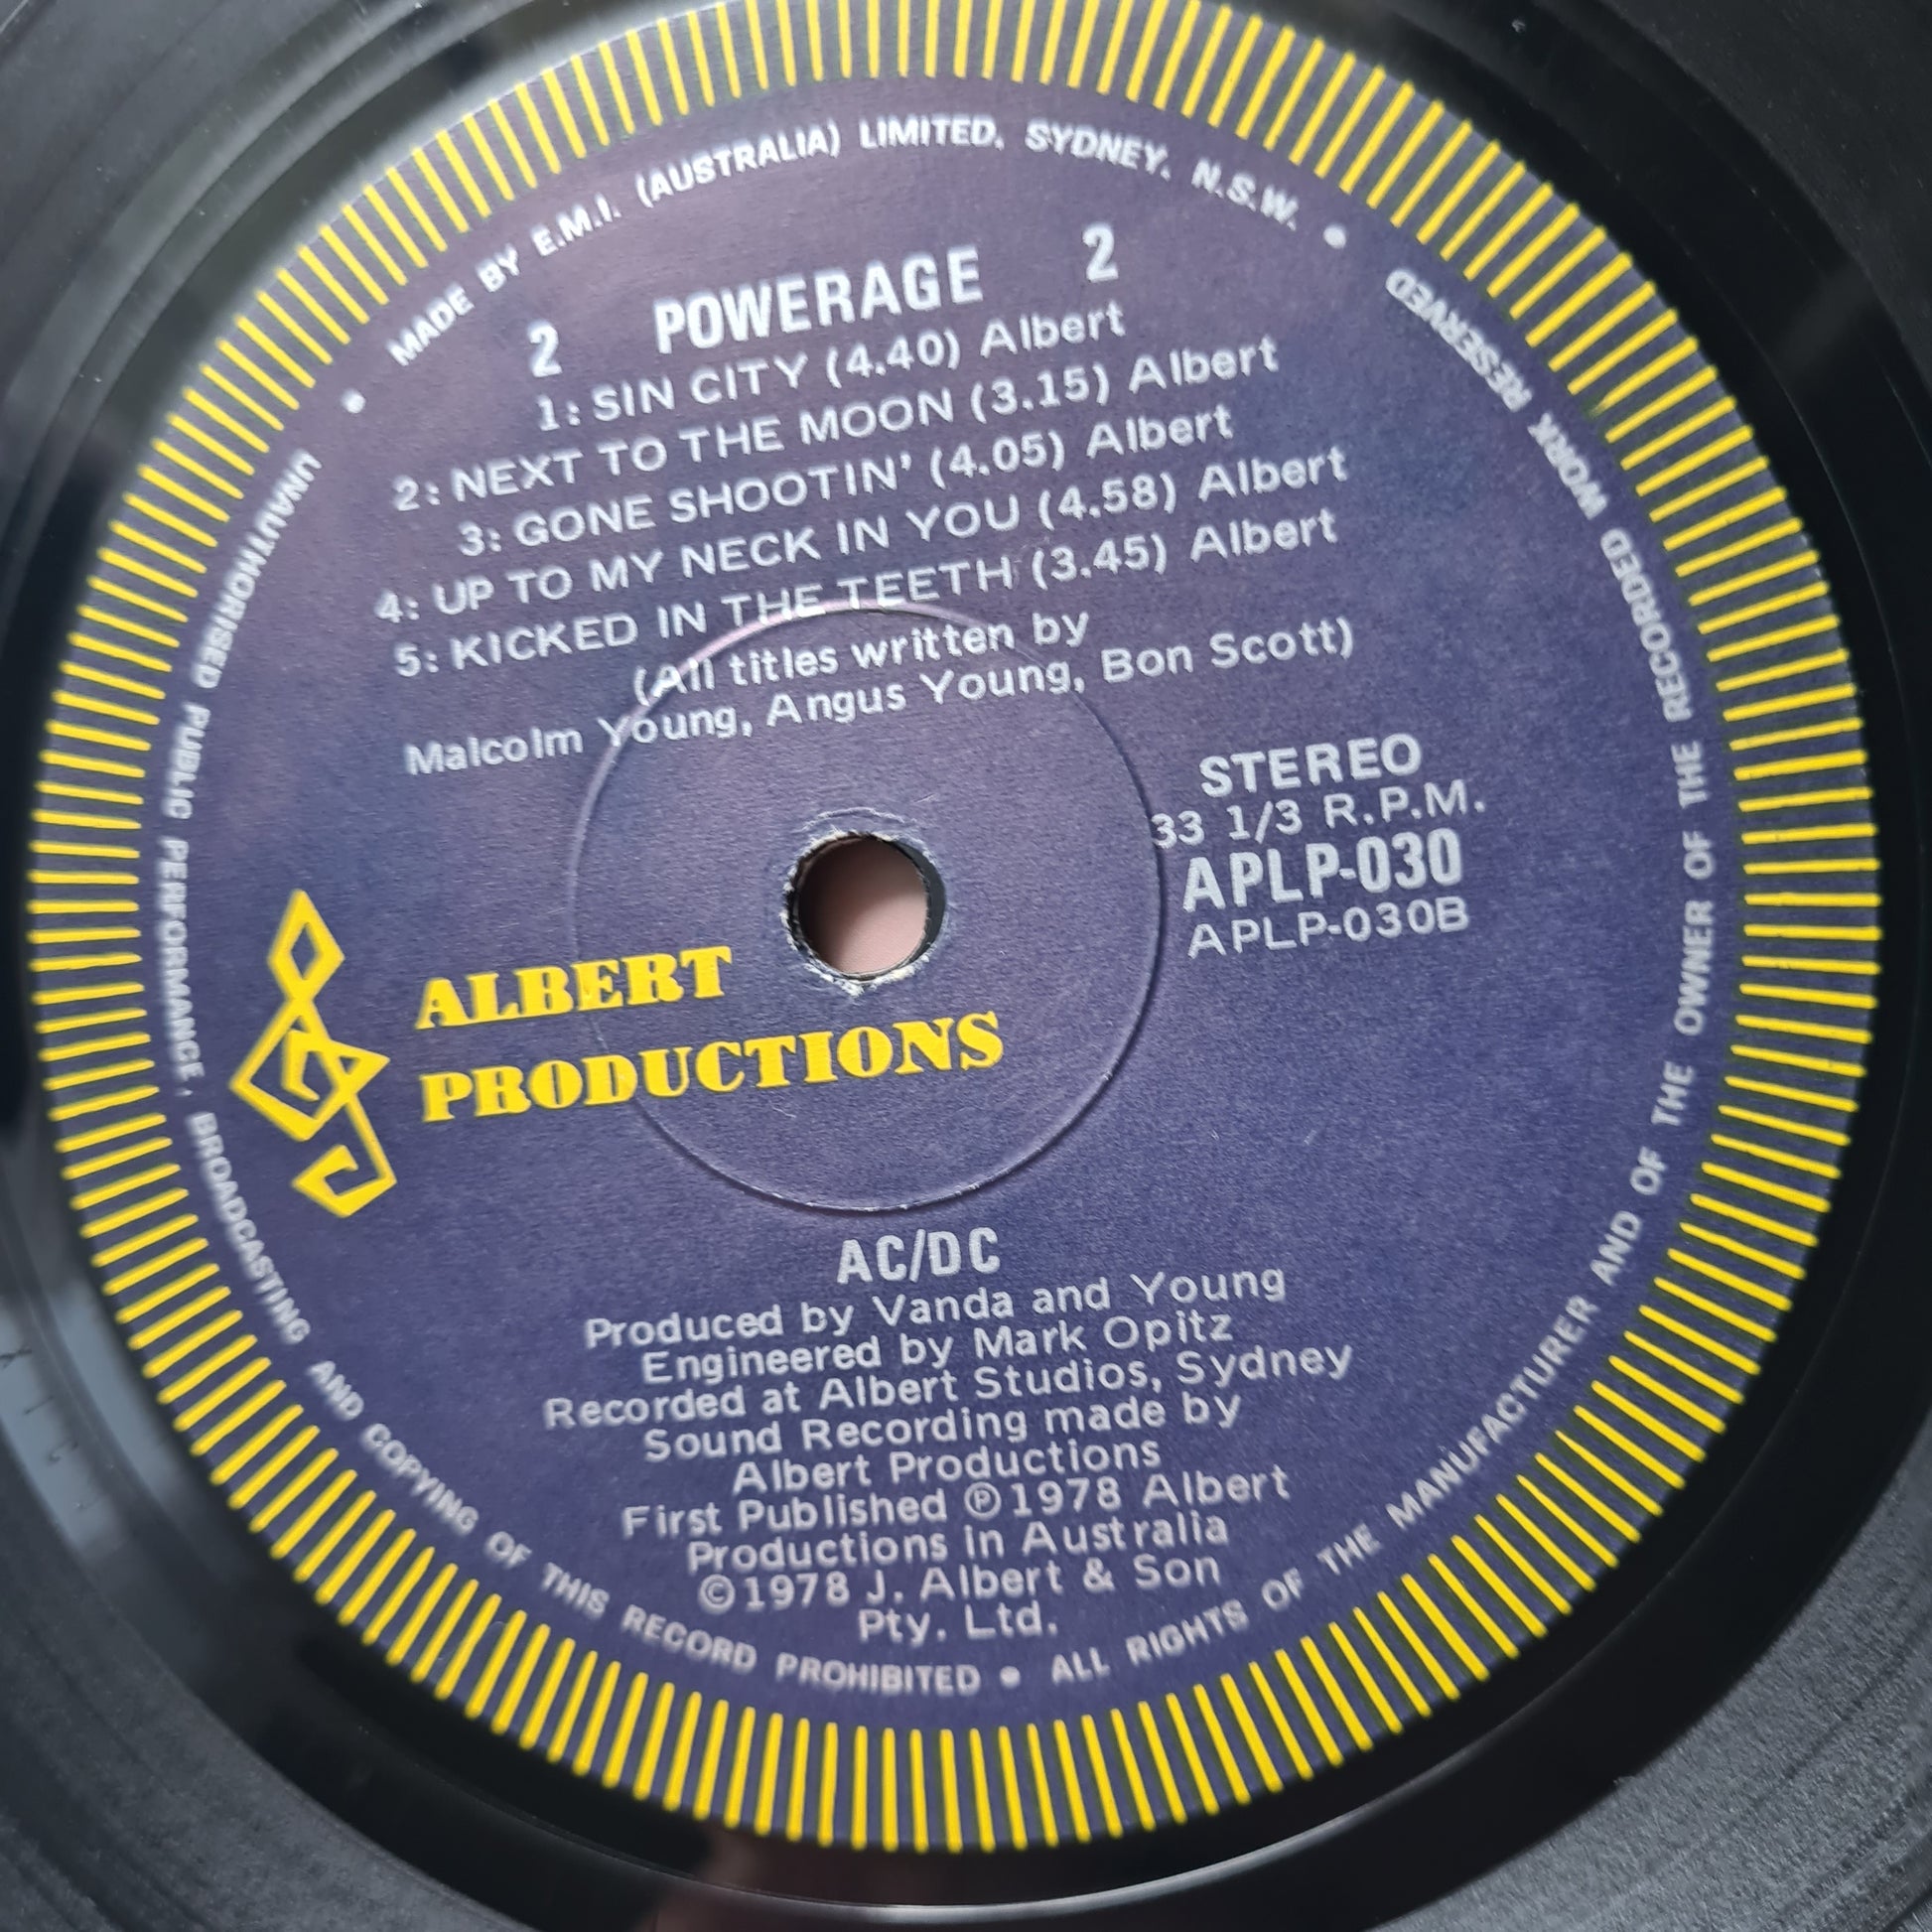 MADE BY E.M.I. (AUSTRALIA) LIMITED. SYDNEY. N.S.W. •
2 POWERAGE 2
1: SIN CITY (4.40) Albert
2: NEXT TO THE MOON (3.15) Albert
3: GONE SHOOTIN' (4.05) Albert
4: UP TO MY NECK IN YOU (4.58) Albert
5: KICKED IN THE TEETH (3.45) Albert
(All titles written by
Malcolm Young, Angus Young, Bon Scott)
STEREO
33 1/3 R.P.M.
APLP-030
APLP-030B
ALBERT
PRODUCTIONS
AC/DC
Produced by Vanda and Young
Engineered by Mark Opitz
Recorded at Albert Studios, Sydney
Sound Recording made by
Albert Productions
First Published ℗1978 Albert
Productions in Australia
©1978 J. Albert & Son
Pty. Ltd.
• UNAUTHORISED PUBLIC PERFORMANCE, BROADCASTING AND COPYING OF THIS RECORD PROHIBITED • ALL RIGHTS OF THE MANUFACTURER AND OF THE OWNER OF THE RECORDED WORK RESERVED